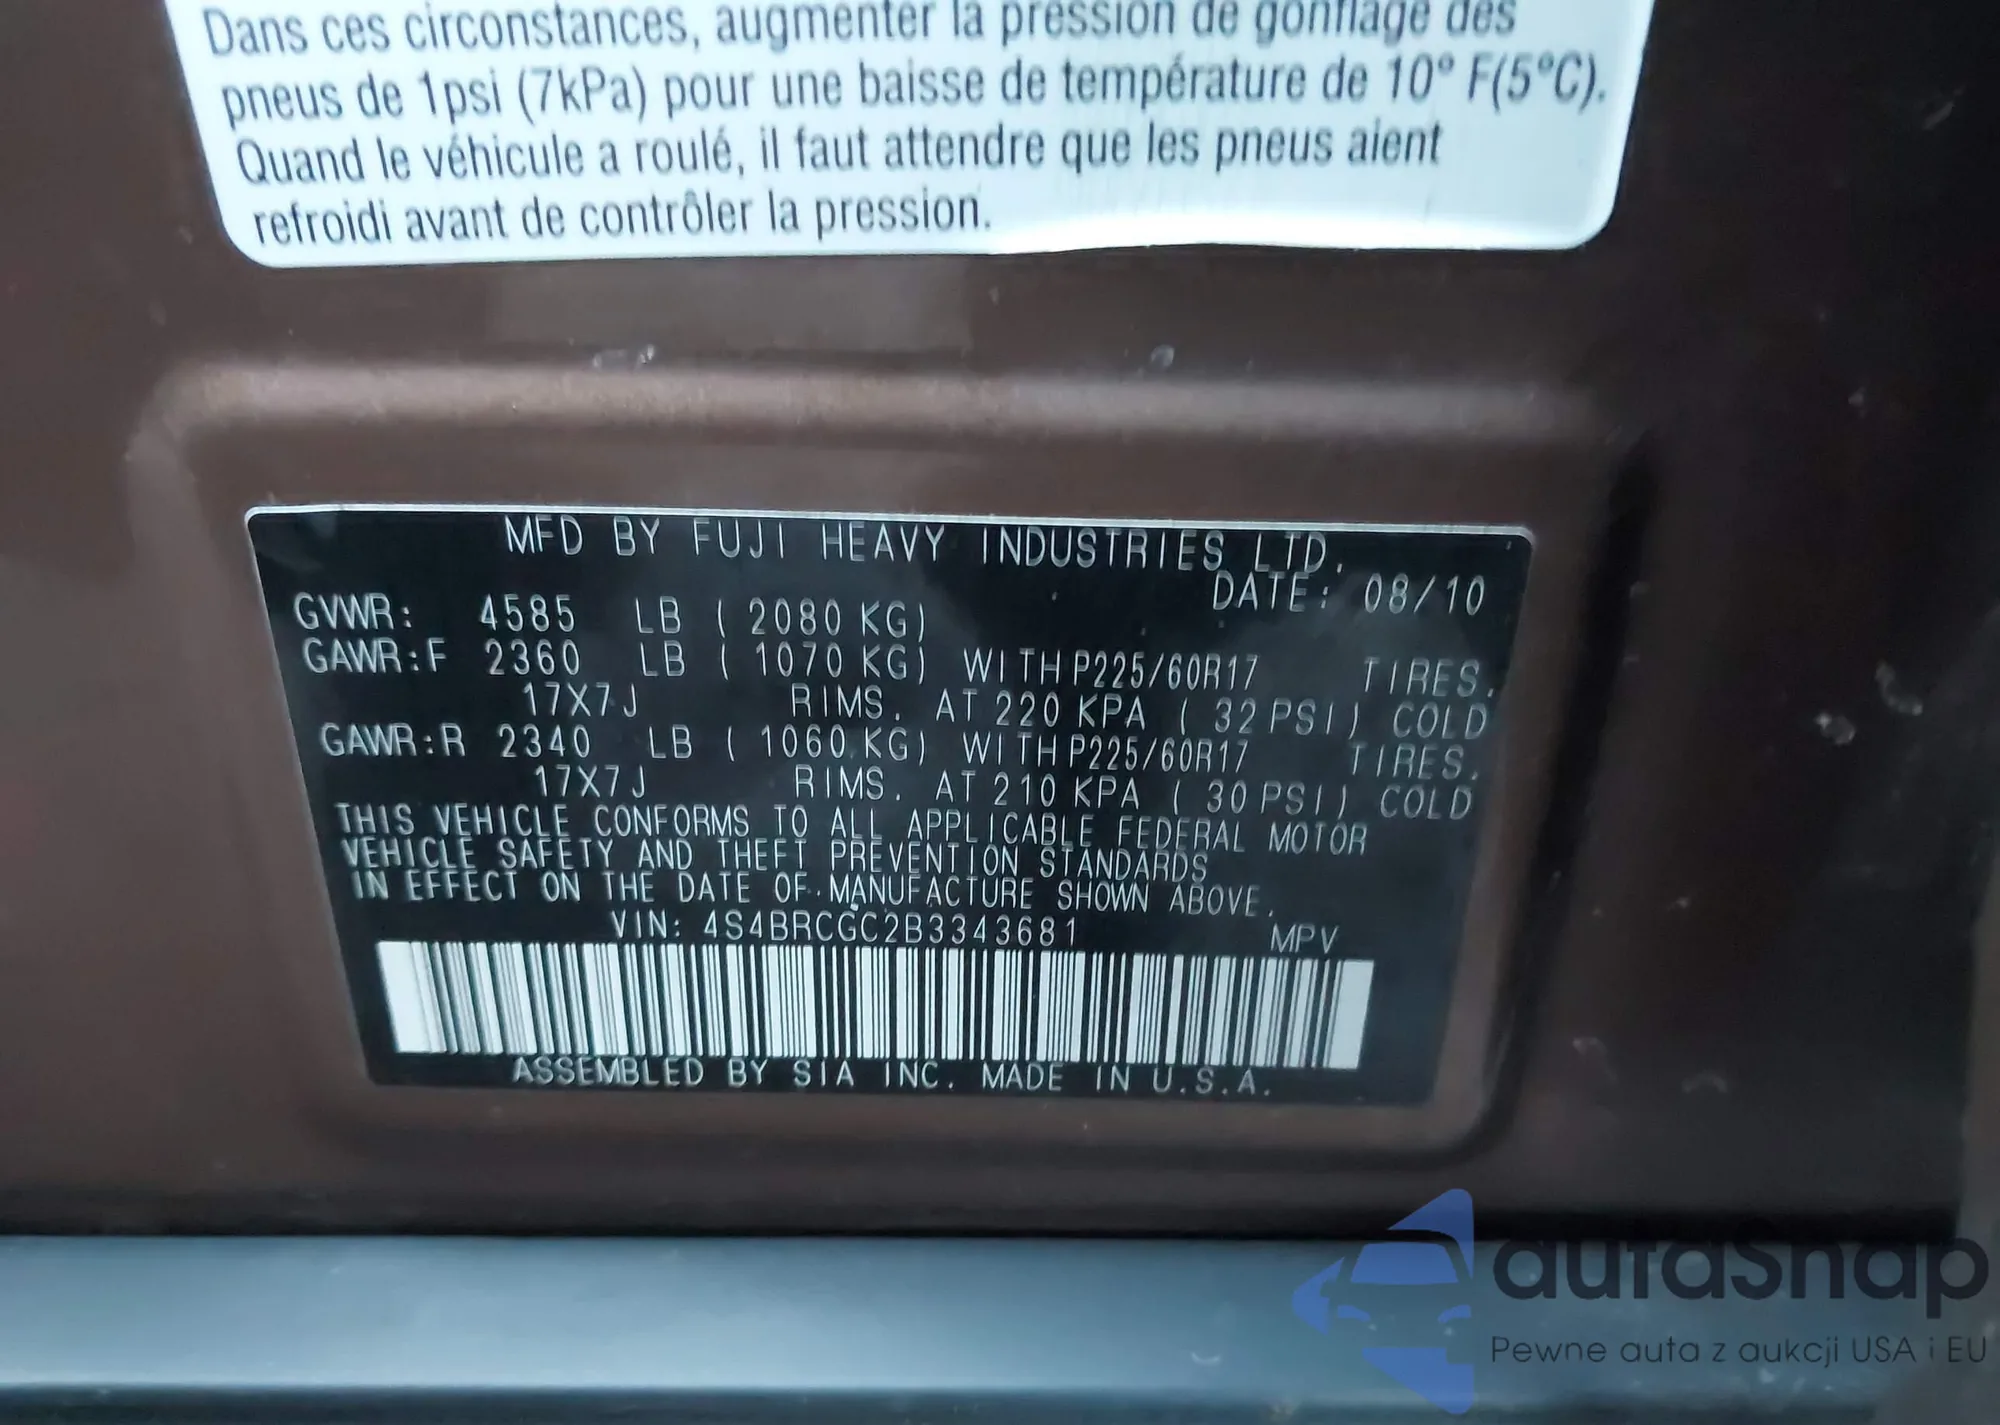 Dans ces circonstances, augmenter la pression de gonflage des
pneus de 1psi (7kPa) pour une baisse de température de 10° F(5°C).
Quand le véhicule a roulé, il faut attendre que les pneus aient
refroidi avant de contrôler la pression.
MFD BY FUJI HEAVY INDUSTRIES LTD.
DATE: 08/10
GVWR: 4585 LB ( 2080 KG)
GAWR:F 2360 LB ( 1070 KG) WITH P225/60R17 TIRES.
17X7J RIMS. AT 220 KPA ( 32 PSI) COLD
GAWR:R 2340 LB ( 1060 KG) WITH P225/60R17 TIRES.
17X7J RIMS. AT 210 KPA ( 30 PSI) COLD
THIS VEHICLE CONFORMS TO ALL APPLICABLE FEDERAL MOTOR
VEHICLE SAFETY AND THEFT PREVENTION STANDARDS
IN EFFECT ON THE DATE OF MANUFACTURE SHOWN ABOVE.
VIN: 4S4BRCGC2B3343681 MPV
ASSEMBLED BY SIA INC. MADE IN U.S.A.
autaSnap
Pewne auta z aukcji USA i EU